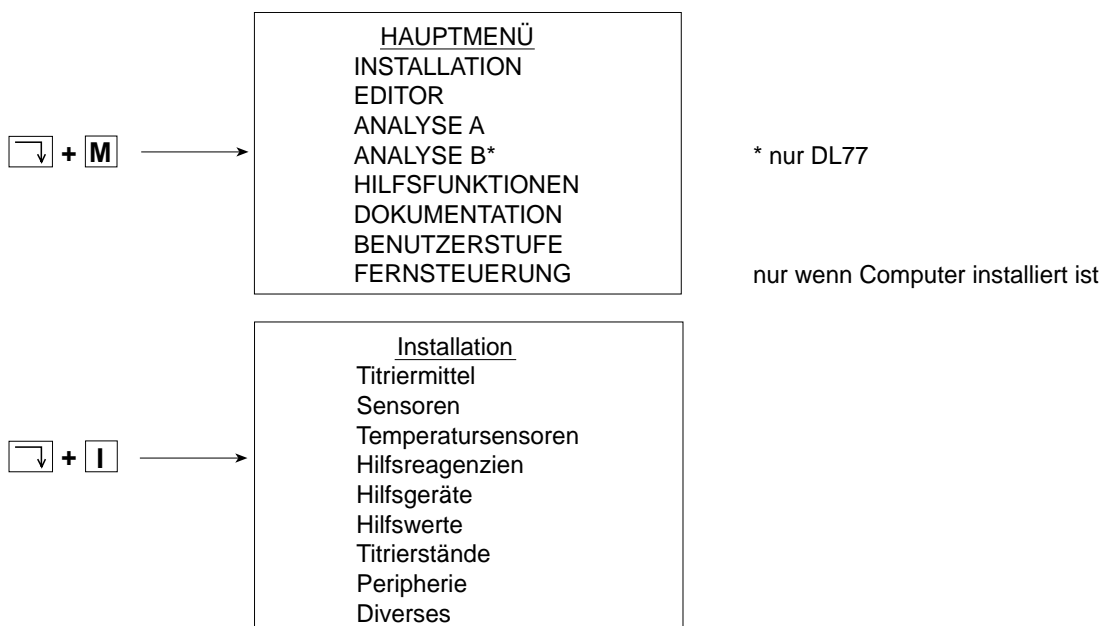 HAUPTMENÜ
INSTALLATION
EDITOR
ANALYSE A
+ M
ANALYSE B*
* nur DL77
HILFSFUNKTIONEN
DOKUMENTATION
BENUTZERSTUFE
FERNSTEUERUNG
nur wenn Computer installiert ist
Installation
Titriermittel
Sensoren
Temperatursensoren
+ I
Hilfsreagenzien
Hilfsgeräte
Hilfswerte
Titrierstände
Peripherie
Diverses